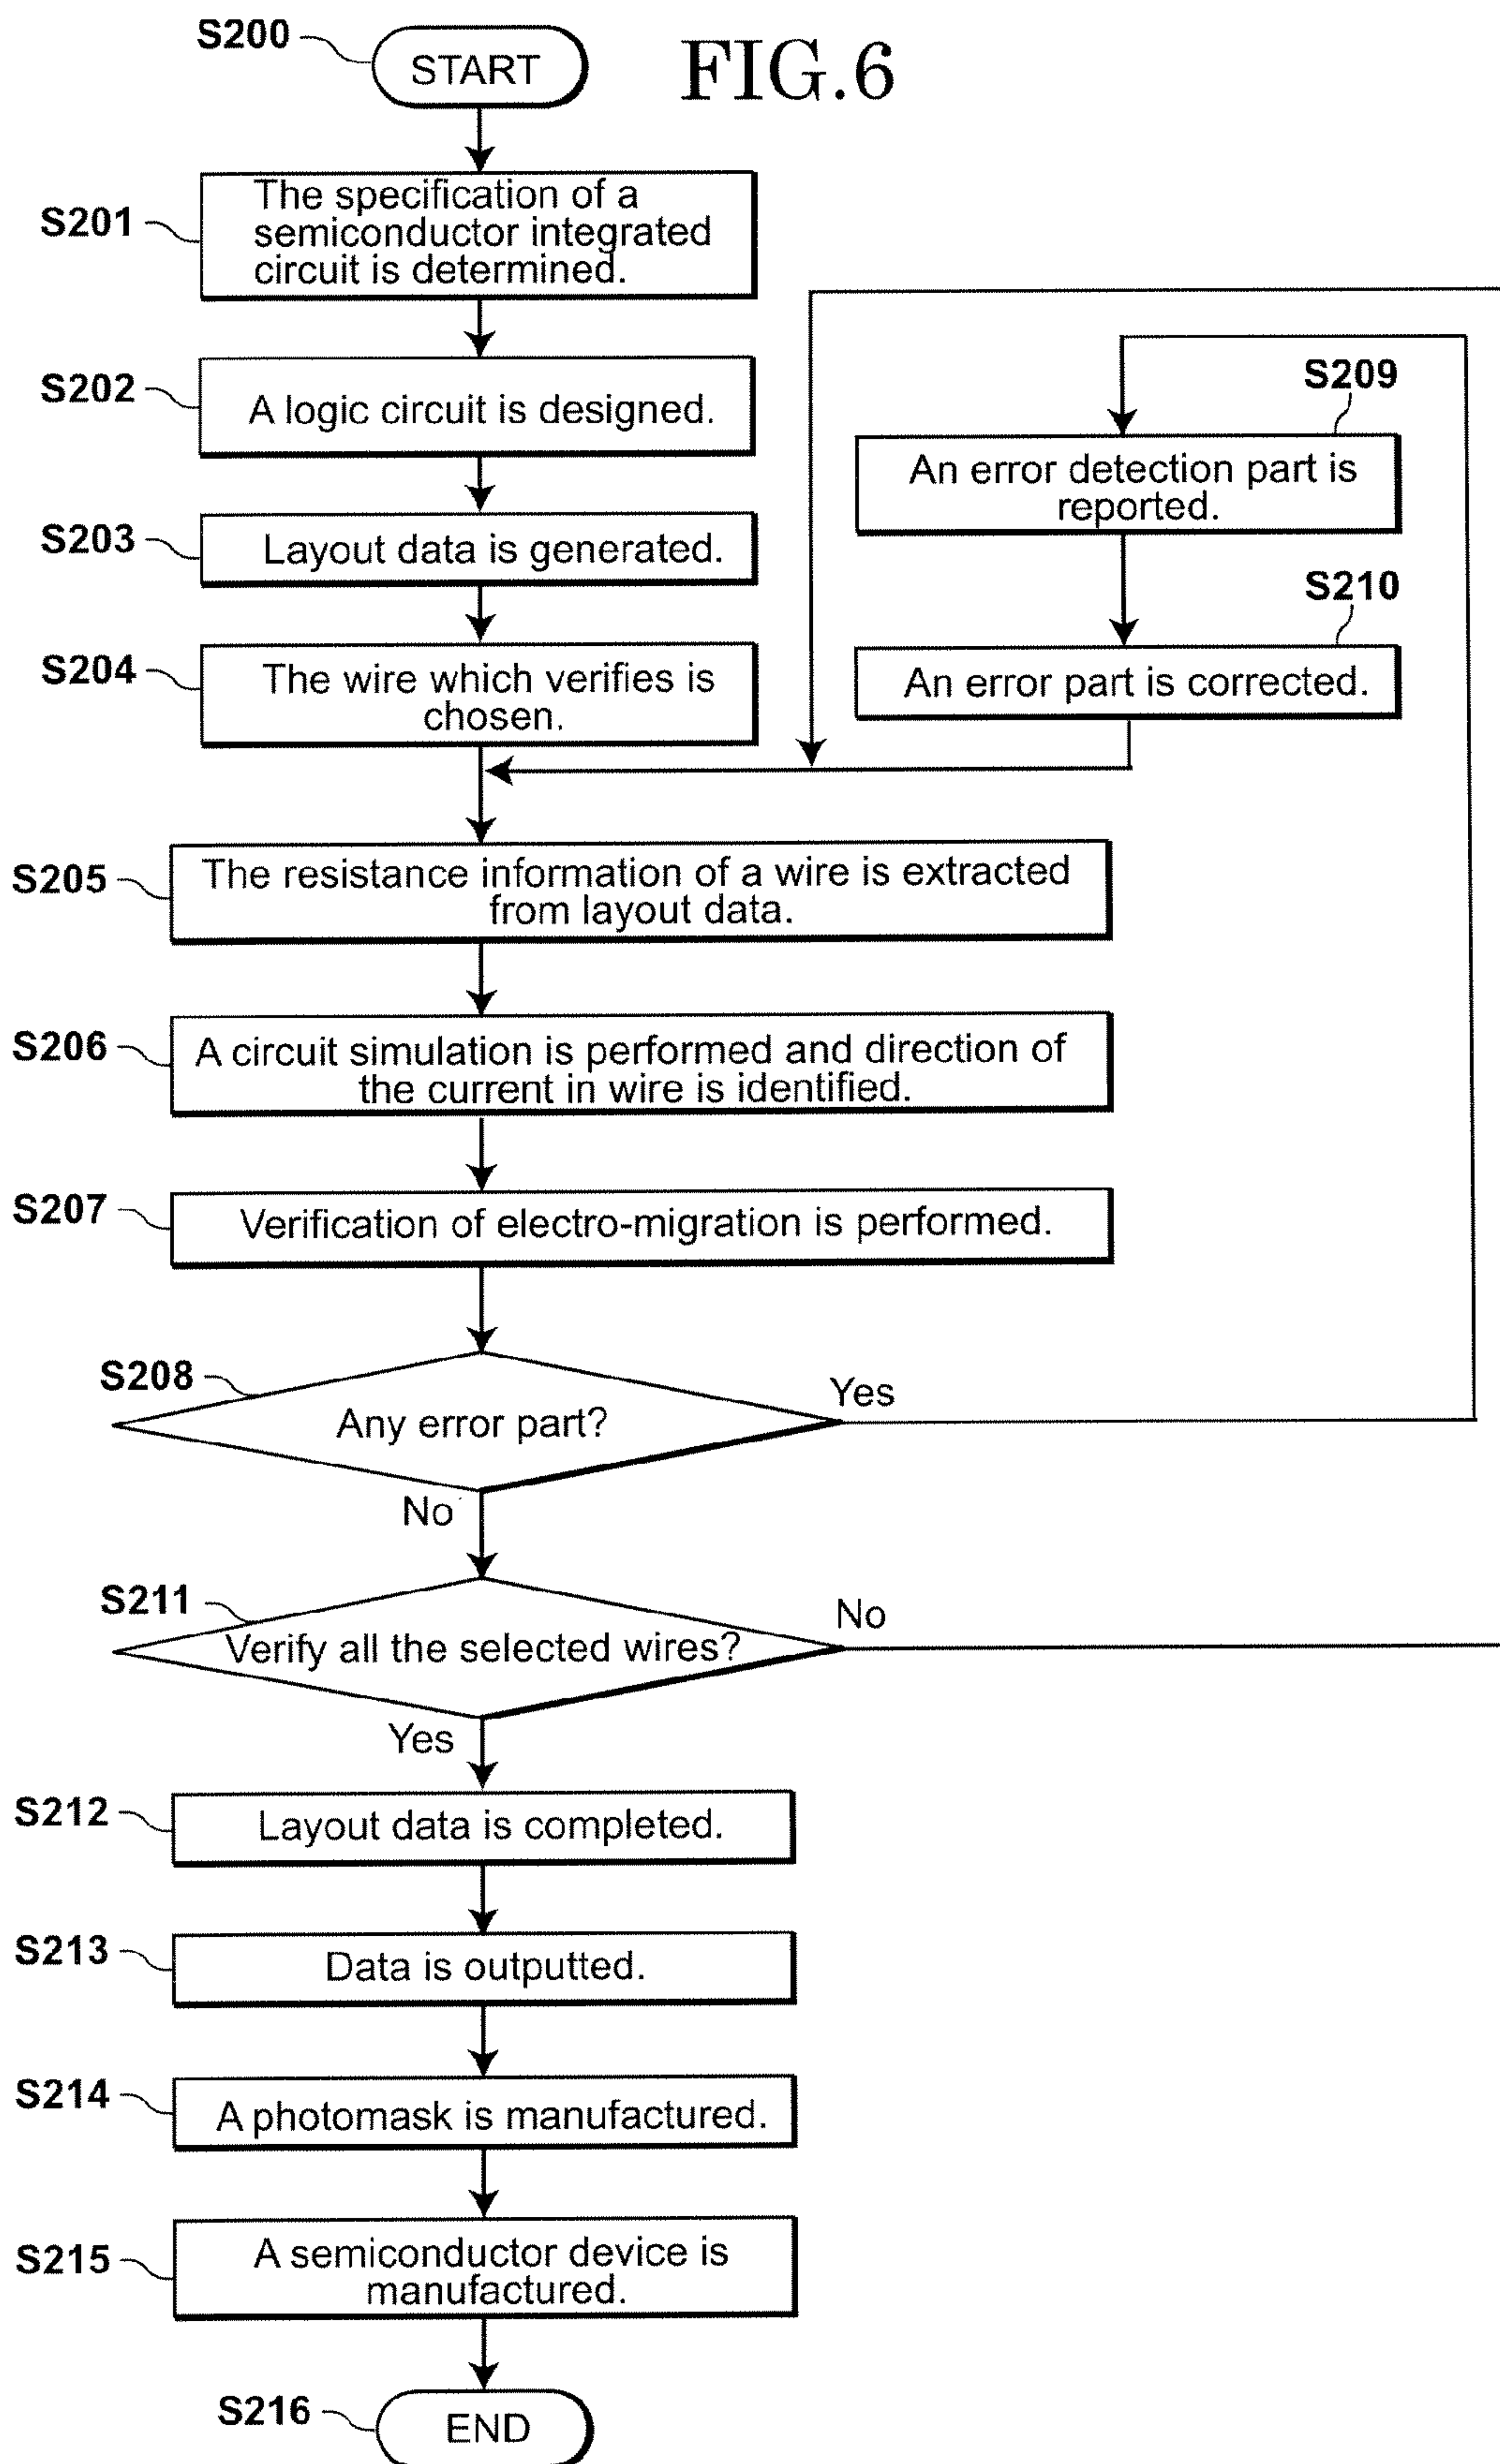 FIG.6
S200
START
S201
The specification of a
semiconductor integrated
circuit is determined.
S202
A logic circuit is designed.
S203
Layout data is generated.
S204
The wire which verifies is
chosen.
S209
An error detection part is
reported.
S210
An error part is corrected.
S205
The resistance information of a wire is extracted
from layout data.
S206
A circuit simulation is performed and direction of
the current in wire is identified.
S207
Verification of electro-migration is performed.
S208
Any error part?
Yes
No
S211
Verify all the selected wires?
No
Yes
S212
Layout data is completed.
S213
Data is outputted.
S214
A photomask is manufactured.
S215
A semiconductor device is
manufactured.
S216
END